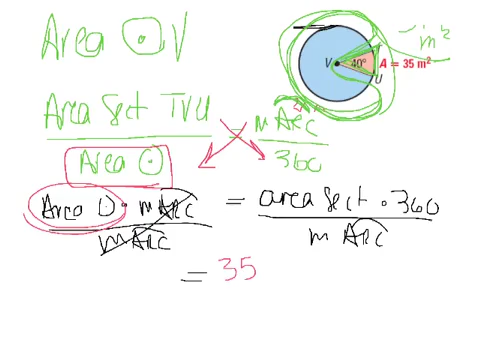 Area ⊙ V
m²
V 40° A = 35 m²
U
Area Sect TVU = m Arc
Area ⊙ 360
Area ⊙ · m Arc = area Sect · 360
m Arc m Arc
= 35